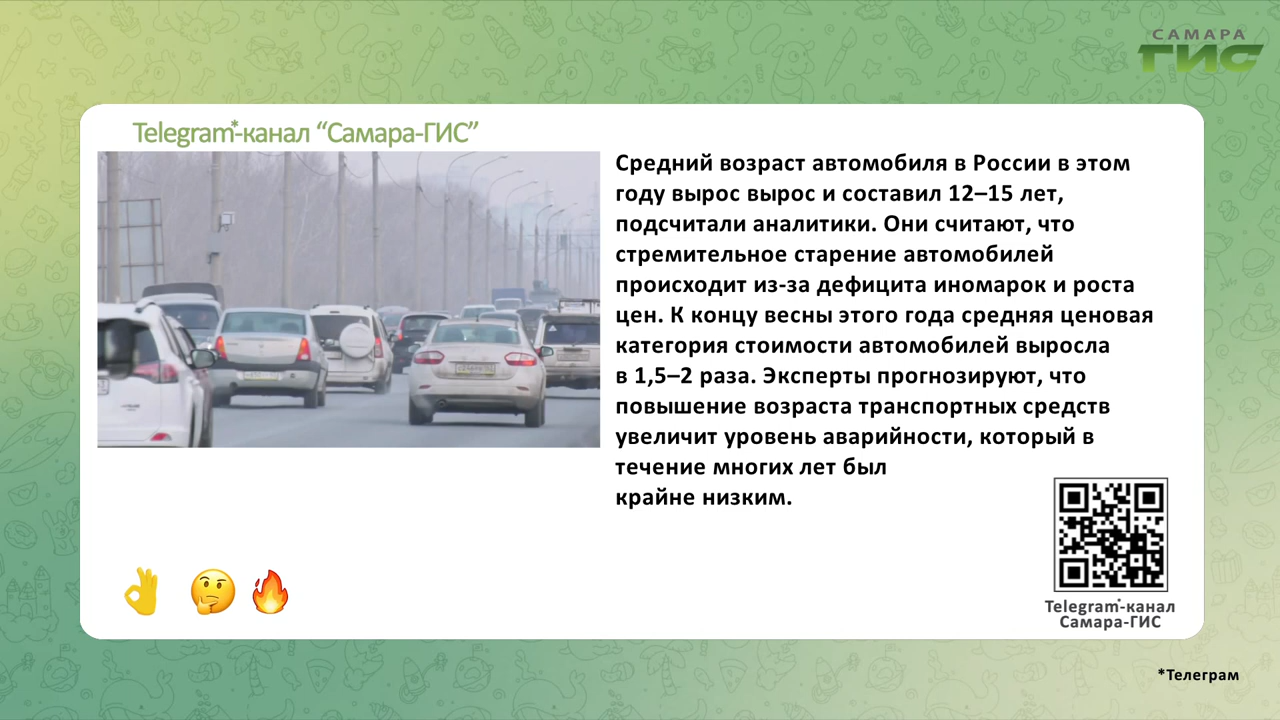 САМАРА
ГИС
Telegram*-канал “Самара-ГИС”
Средний возраст автомобиля в России в этом
году вырос вырос и составил 12–15 лет,
подсчитали аналитики. Они считают, что
стремительное старение автомобилей
происходит из-за дефицита иномарок и роста
цен. К концу весны этого года средняя ценовая
категория стоимости автомобилей выросла
в 1,5–2 раза. Эксперты прогнозируют, что
повышение возраста транспортных средств
увеличит уровень аварийности, который в
течение многих лет был
крайне низким.
Telegram*-канал
Самара-ГИС
*Телеграм